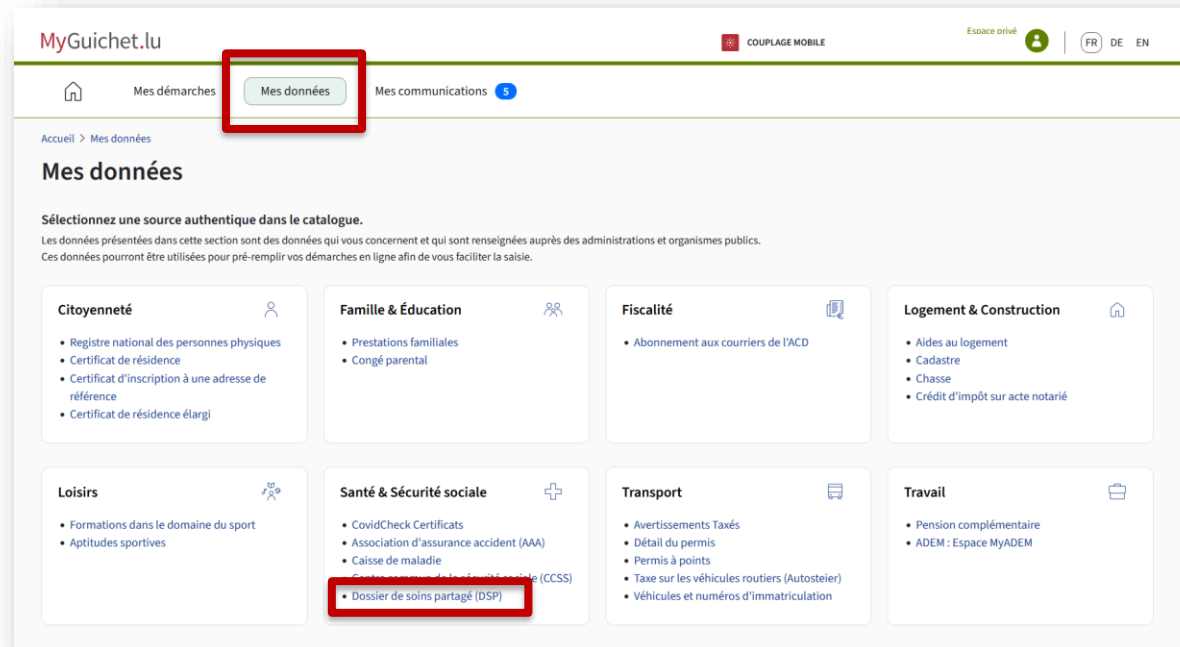 MyGuichet.lu
COUPLAGE MOBILE
Espace privé
FR DE EN
Mes démarches
Mes données
Mes communications 5
Accueil > Mes données
Mes données
Sélectionnez une source authentique dans le catalogue.
Les données présentées dans cette section sont des données qui vous concernent et qui sont renseignées auprès des administrations et organismes publics.
Ces données pourront être utilisées pour pré-remplir vos démarches en ligne afin de vous faciliter la saisie.
Citoyenneté
• Registre national des personnes physiques
• Certificat de résidence
• Certificat d'inscription à une adresse de
référence
• Certificat de résidence élargi
Famille & Éducation
• Prestations familiales
• Congé parental
Fiscalité
• Abonnement aux courriers de l'ACD
Logement & Construction
• Aides au logement
• Cadastre
• Chasse
• Crédit d'impôt sur acte notarié
Loisirs
• Formations dans le domaine du sport
• Aptitudes sportives
Santé & Sécurité sociale
• CovidCheck Certificats
• Association d'assurance accident (AAA)
• Caisse de maladie
• Centre commun de la sécurité sociale (CCSS)
• Dossier de soins partagé (DSP)
Transport
• Avertissements Taxés
• Détail du permis
• Permis à points
• Taxe sur les véhicules routiers (Autosteier)
• Véhicules et numéros d'immatriculation
Travail
• Pension complémentaire
• ADEM : Espace MyADEM